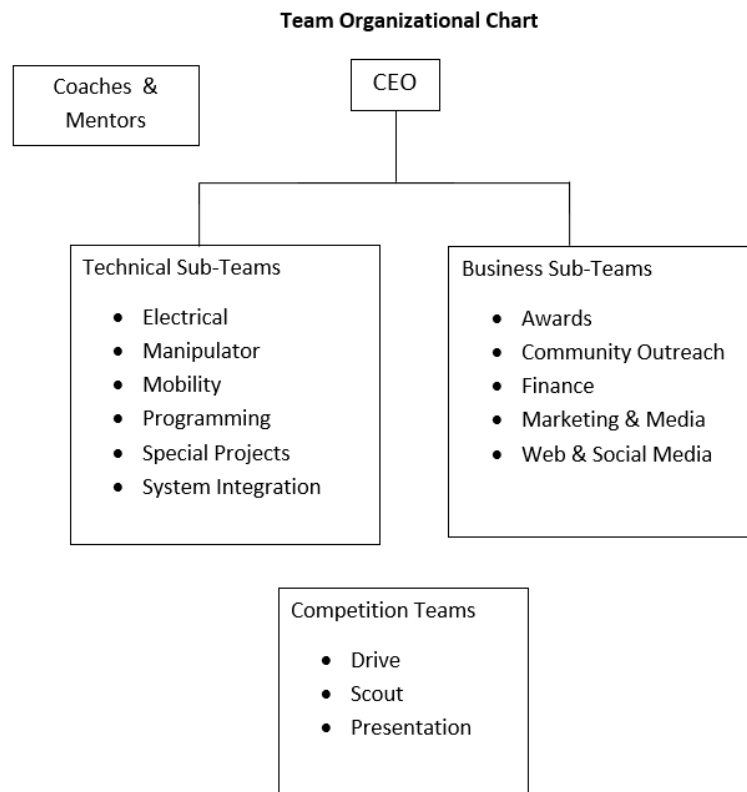 Team Organizational Chart
Coaches &
Mentors
CEO
Technical Sub-Teams
• Electrical
• Manipulator
• Mobility
• Programming
• Special Projects
• System Integration
Business Sub-Teams
• Awards
• Community Outreach
• Finance
• Marketing & Media
• Web & Social Media
Competition Teams
• Drive
• Scout
• Presentation